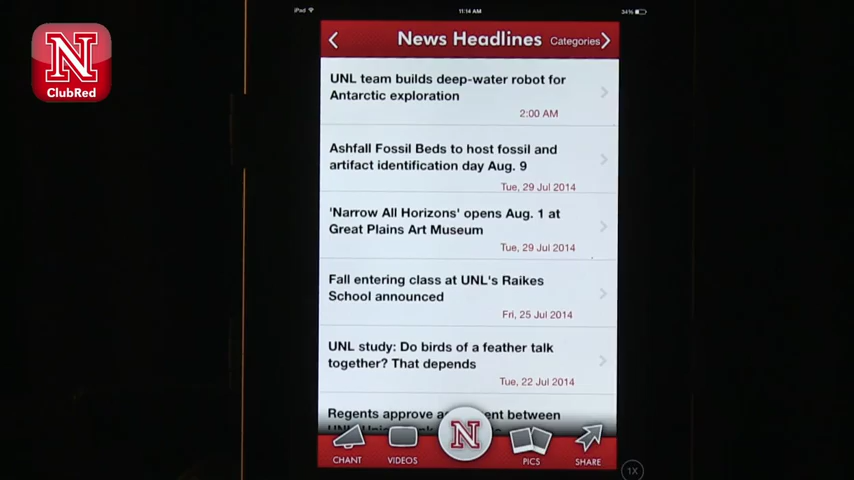 iPad
11:14 AM
34%
N
ClubRed
News Headlines
Categories
UNL team builds deep-water robot for
Antarctic exploration
2:00 AM
Ashfall Fossil Beds to host fossil and
artifact identification day Aug. 9
Tue, 29 Jul 2014
'Narrow All Horizons' opens Aug. 1 at
Great Plains Art Museum
Tue, 29 Jul 2014
Fall entering class at UNL's Raikes
School announced
Fri, 25 Jul 2014
UNL study: Do birds of a feather talk
together? That depends
Tue, 22 Jul 2014
Regents approve between
N
CHANT
VIDEOS
PICS
SHARE
1X